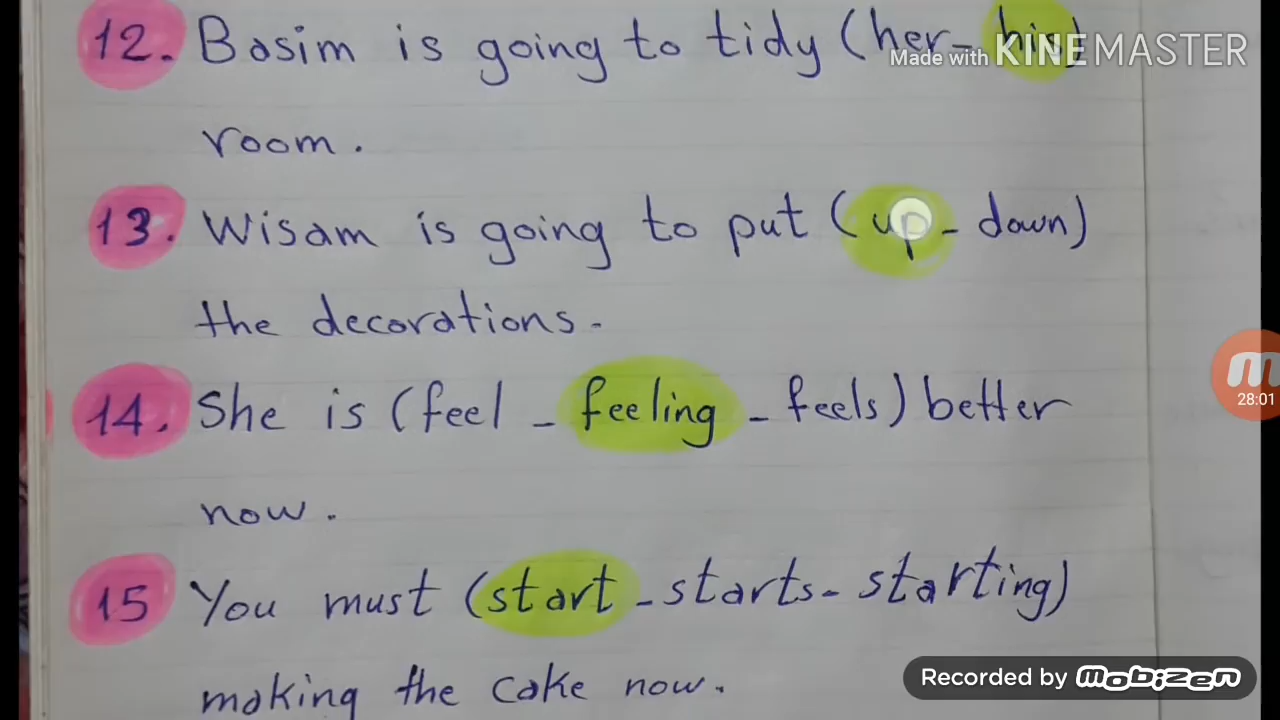 12. Basim is going to tidy (her - his)
Made with KINEMASTER
room.
13. Wisam is going to put (up - down)
the decorations.
28:01
14. She is (feel - feeling - feels) better
now.
15 You must (start - starts - starting)
making the cake now.
Recorded by MOBIZEN